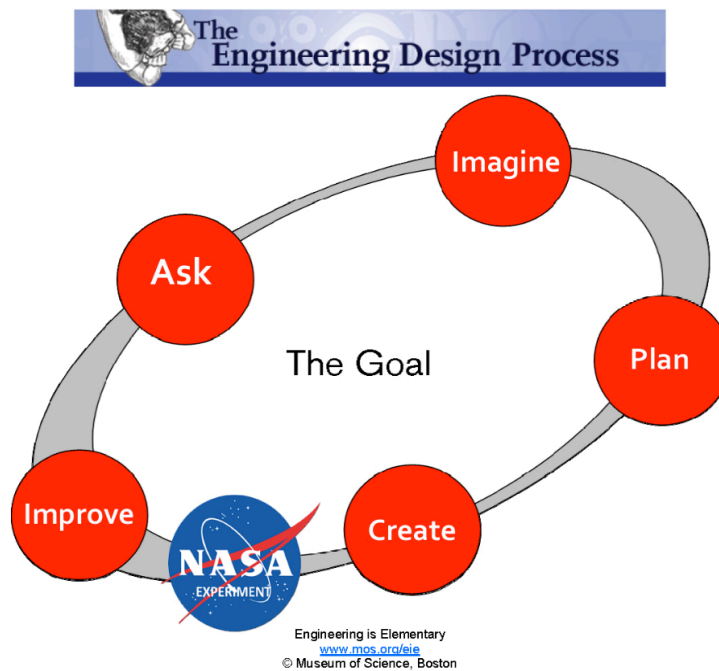 The
Engineering Design Process
Imagine
Ask
The Goal
Plan
Improve
Create
NASA
EXPERIMENT
Engineering is Elementary
www.mos.org/eie
© Museum of Science, Boston